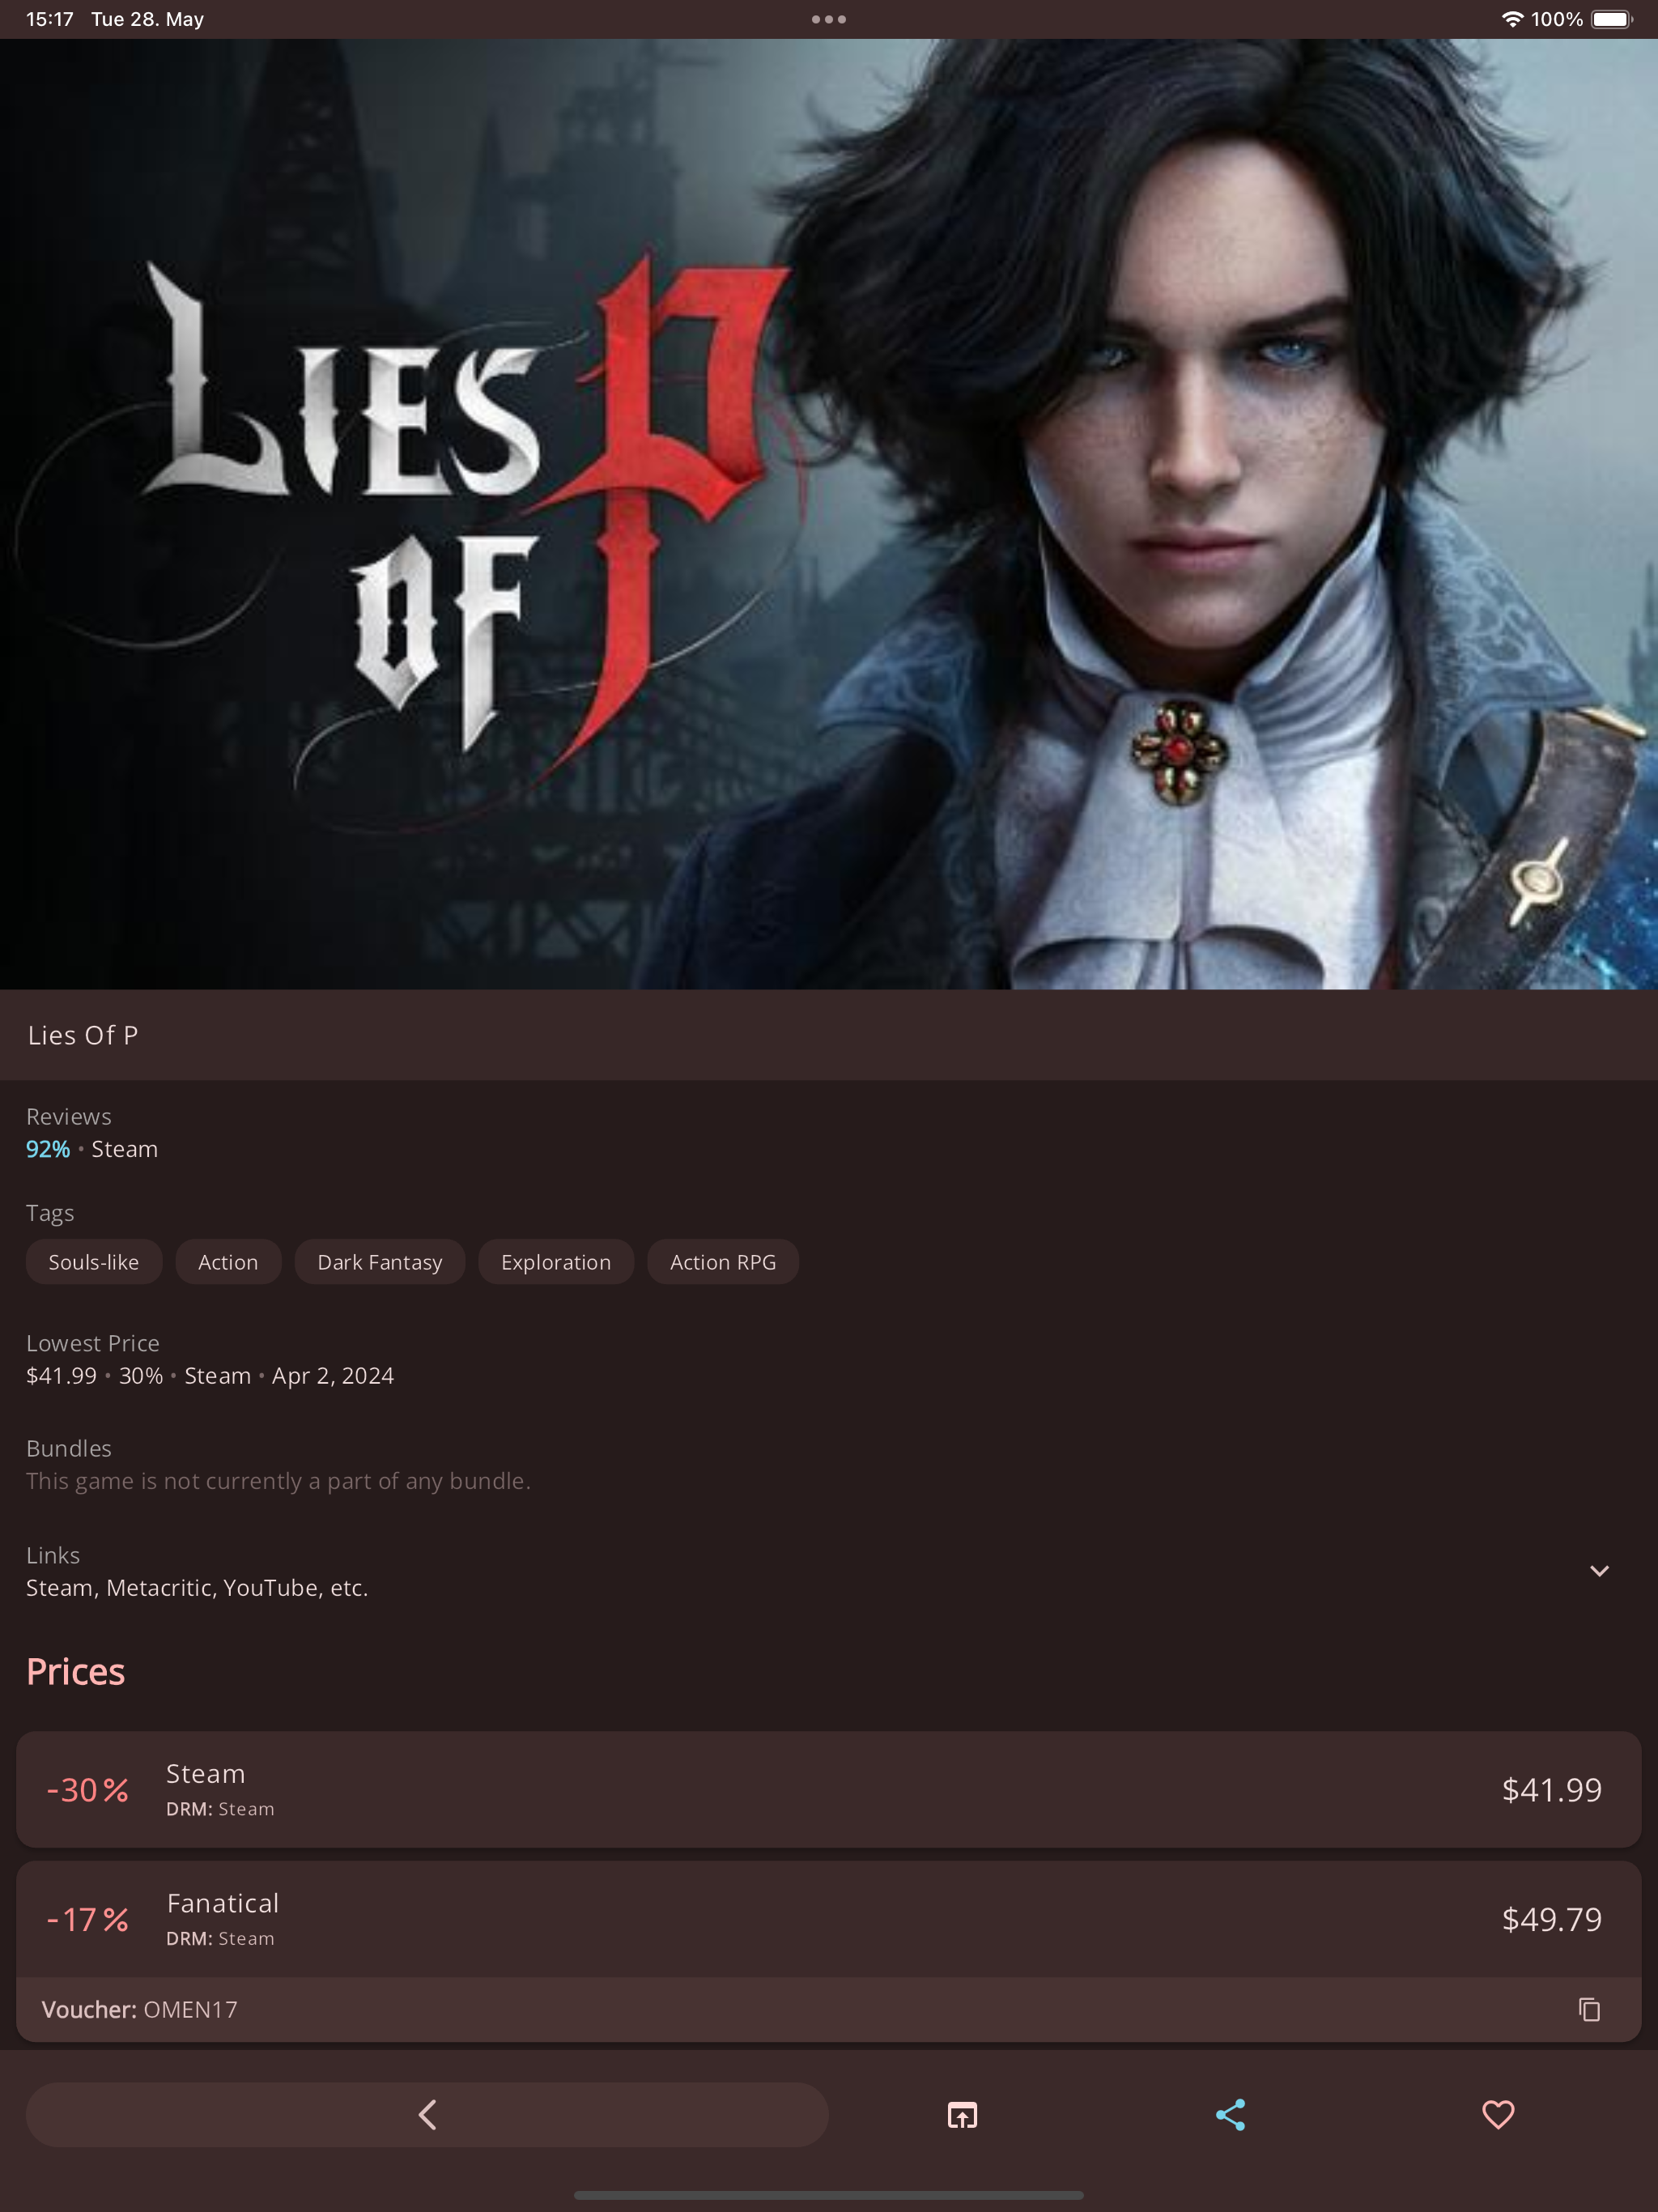 15:17 Tue 28. May
100%
LIES
OF P
Lies Of P
Reviews
92% • Steam
Tags
Souls-like Action Dark Fantasy Exploration Action RPG
Lowest Price
$41.99 • 30% • Steam • Apr 2, 2024
Bundles
This game is not currently a part of any bundle.
Links
Steam, Metacritic, YouTube, etc.
Prices
-30% Steam $41.99
DRM: Steam
-17% Fanatical $49.79
DRM: Steam
Voucher: OMEN17